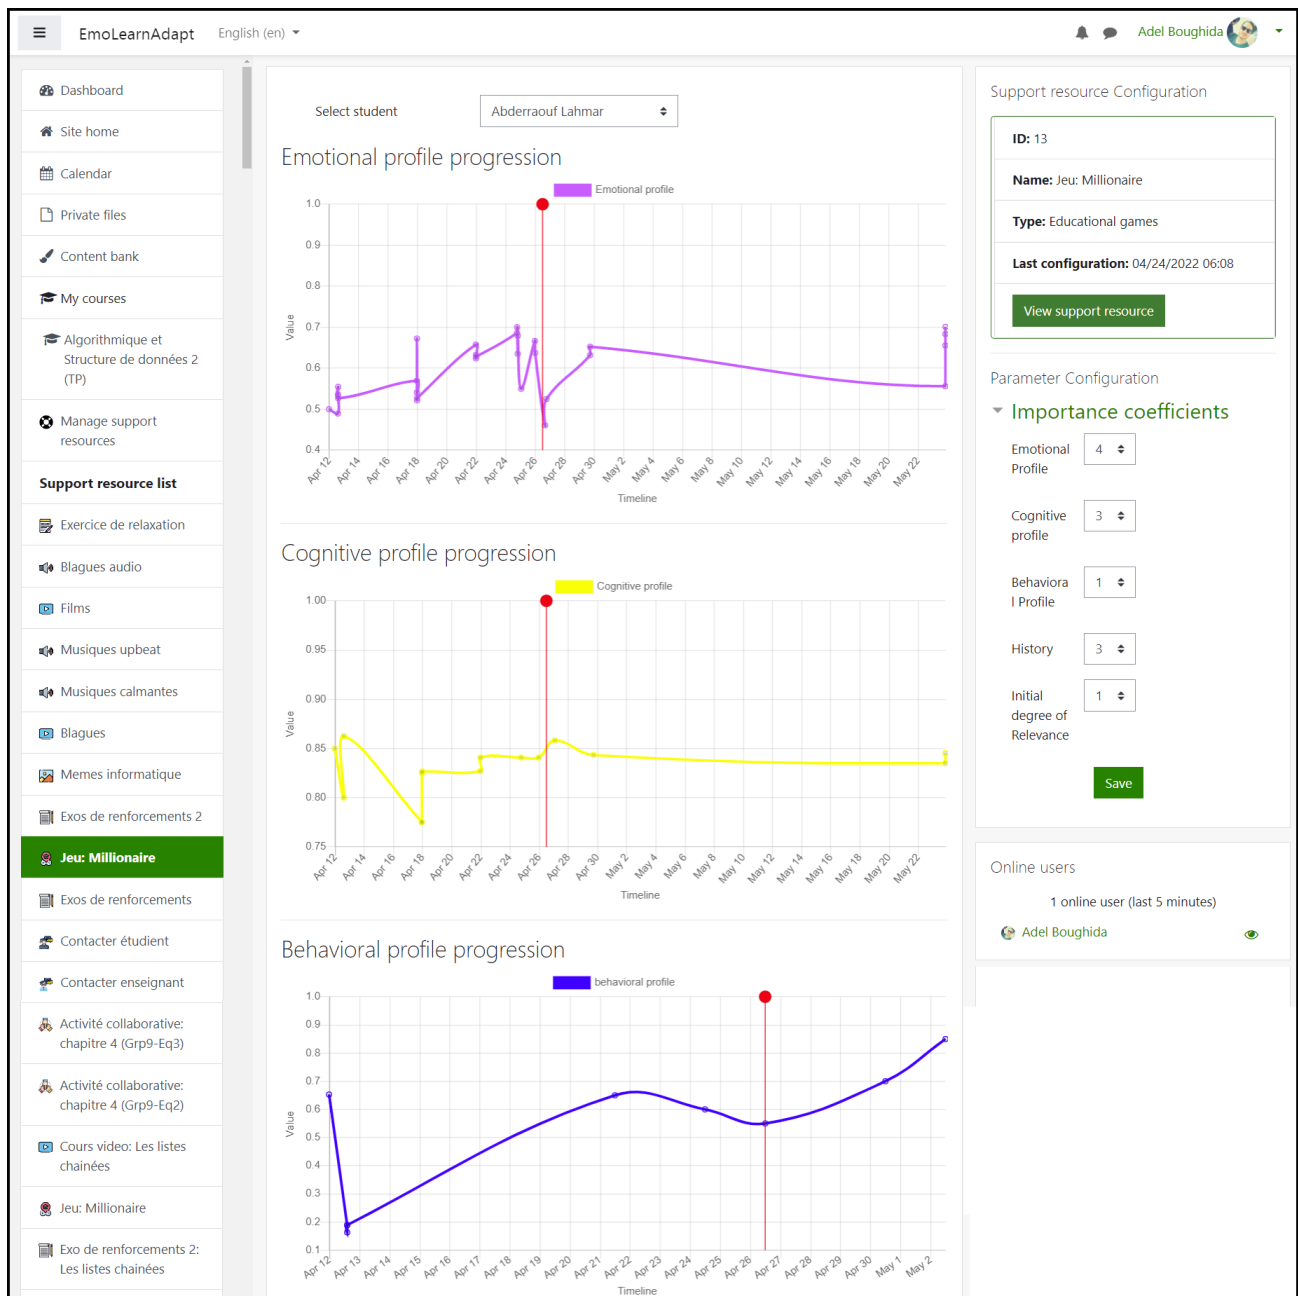 EmoLearnAdapt
English (en)
Adel Boughida
Dashboard
Site home
Calendar
Private files
Content bank
My courses
Algorithmique et
Structure de données 2
(TP)
Manage support
resources
Support resource list
Exercice de relaxation
Blagues audio
Films
Musiques upbeat
Musiques calmantes
Blagues
Memes informatique
Exos de renforcements 2
Jeu: Millionaire
Exos de renforcements
Contacter étudient
Contacter enseignant
Activité collaborative:
chapitre 4 (Grp9-Eq3)
Activité collaborative:
chapitre 4 (Grp9-Eq2)
Cours video: Les listes
chainées
Jeu: Millionaire
Exo de renforcements 2:
Les listes chainées
Select student
Abderraouf Lahmar
Emotional profile progression
Emotional profile
1.0
0.9
0.8
0.7
0.6
0.5
0.4
Value
Apr 12 Apr 14 Apr 16 Apr 18 Apr 20 Apr 22 Apr 24 Apr 26 Apr 28 Apr 30 May 2 May 4 May 6 May 8 May 10 May 12 May 14 May 16 May 18 May 20 May 22
Timeline
Cognitive profile progression
Cognitive profile
1.00
0.95
0.90
0.85
0.80
0.75
Value
Apr 12 Apr 14 Apr 16 Apr 18 Apr 20 Apr 22 Apr 24 Apr 26 Apr 28 Apr 30 May 2 May 4 May 6 May 8 May 10 May 12 May 14 May 16 May 18 May 20 May 22
Timeline
Behavioral profile progression
behavioral profile
1.0
0.9
0.8
0.7
0.6
0.5
0.4
0.3
0.2
0.1
Value
Apr 12 Apr 13 Apr 14 Apr 15 Apr 16 Apr 17 Apr 18 Apr 19 Apr 20 Apr 21 Apr 22 Apr 23 Apr 24 Apr 25 Apr 26 Apr 27 Apr 28 Apr 29 Apr 30 May 1 May 2
Timeline
Support resource Configuration
ID: 13
Name: Jeu: Millionaire
Type: Educational games
Last configuration: 04/24/2022 06:08
View support resource
Parameter Configuration
Importance coefficients
Emotional
Profile
4
Cognitive
profile
3
Behaviora
l Profile
1
History
3
Initial
degree of
Relevance
1
Save
Online users
1 online user (last 5 minutes)
Adel Boughida